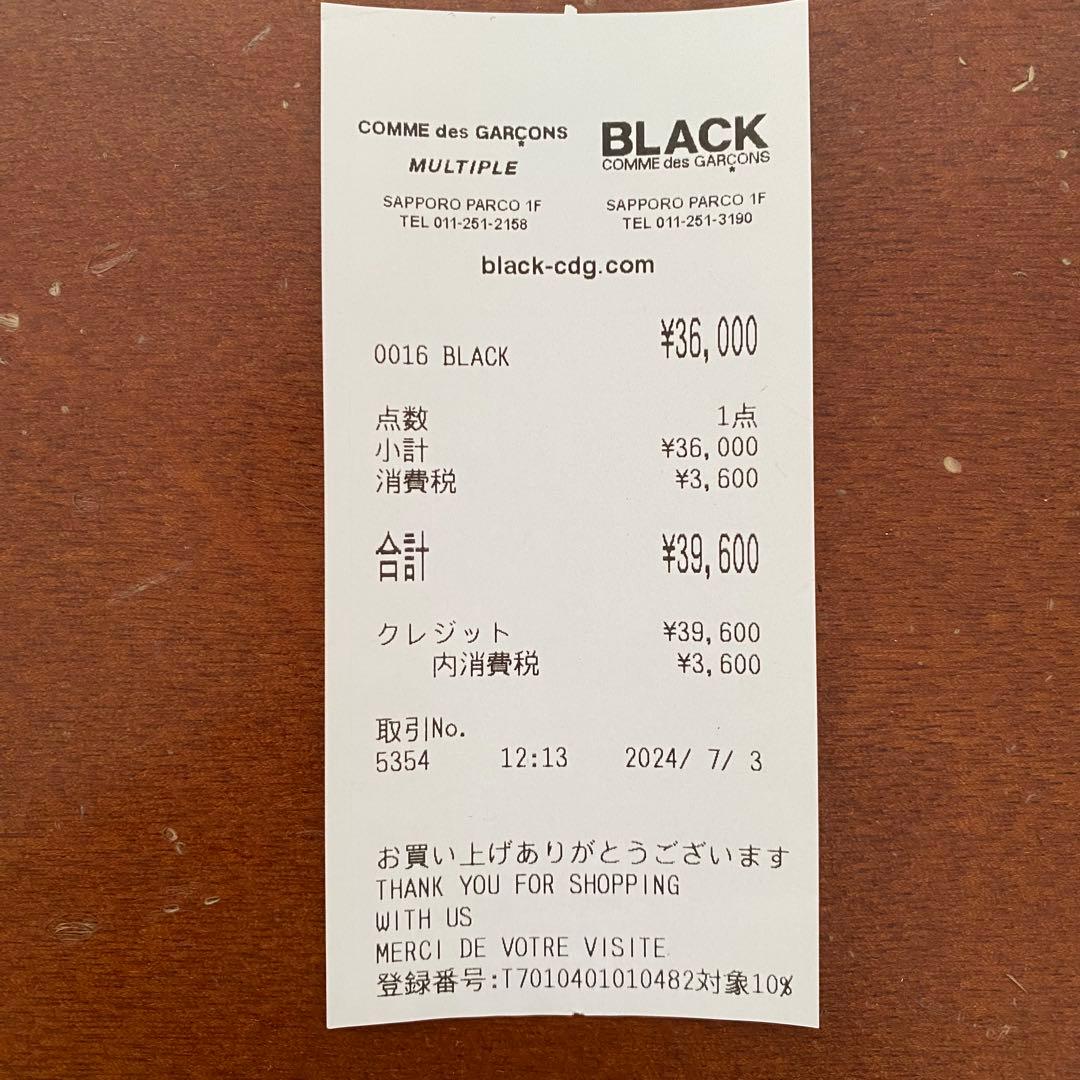 COMME des GARÇONS
MULTIPLE
SAPPORO PARCO 1F
TEL 011-251-2158
BLACK
COMME des GARÇONS
SAPPORO PARCO 1F
TEL 011-251-3190
black-cdg.com
0016 BLACK ¥36,000
点数 1点
小計 ¥36,000
消費税 ¥3,600
合計 ¥39,600
クレジット ¥39,600
内消費税 ¥3,600
取引No.
5354 12:13 2024/ 7/ 3
お買い上げありがとうございます
THANK YOU FOR SHOPPING
WITH US
MERCI DE VOTRE VISITE
登録番号:T7010401010482対象10%